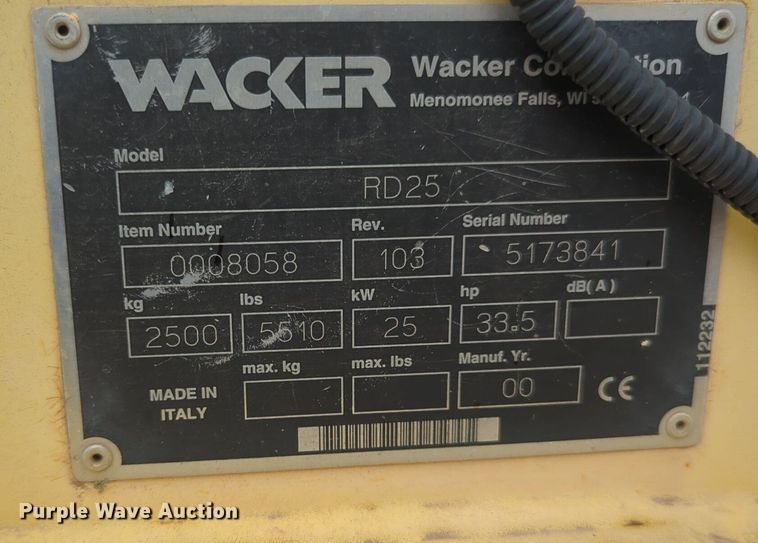 WACKER
Wacker
Menomonee Falls, WI
Model
RD25
Item Number Rev. Serial Number
0008058 103 5173841
kg lbs kW hp dB(A)
2500 5510 25 33.5
max. kg max. lbs Manuf. Yr.
00
MADE IN
ITALY
CE
112232
Purple Wave Auction